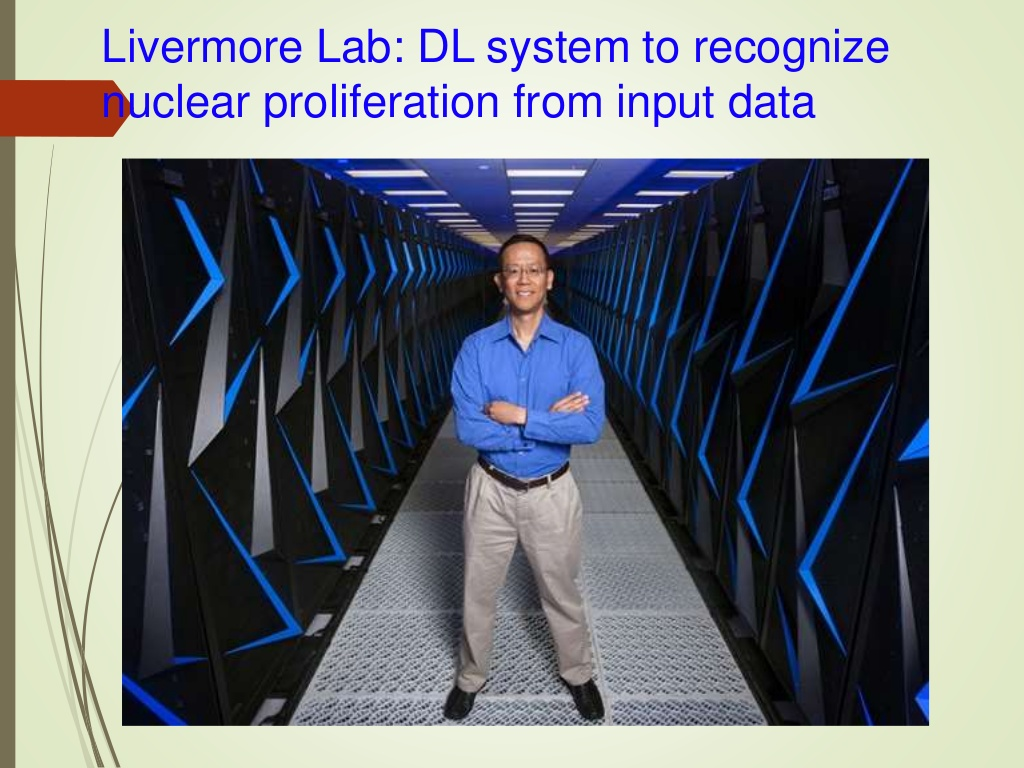 Livermore Lab: DL system to recognize
nuclear proliferation from input data